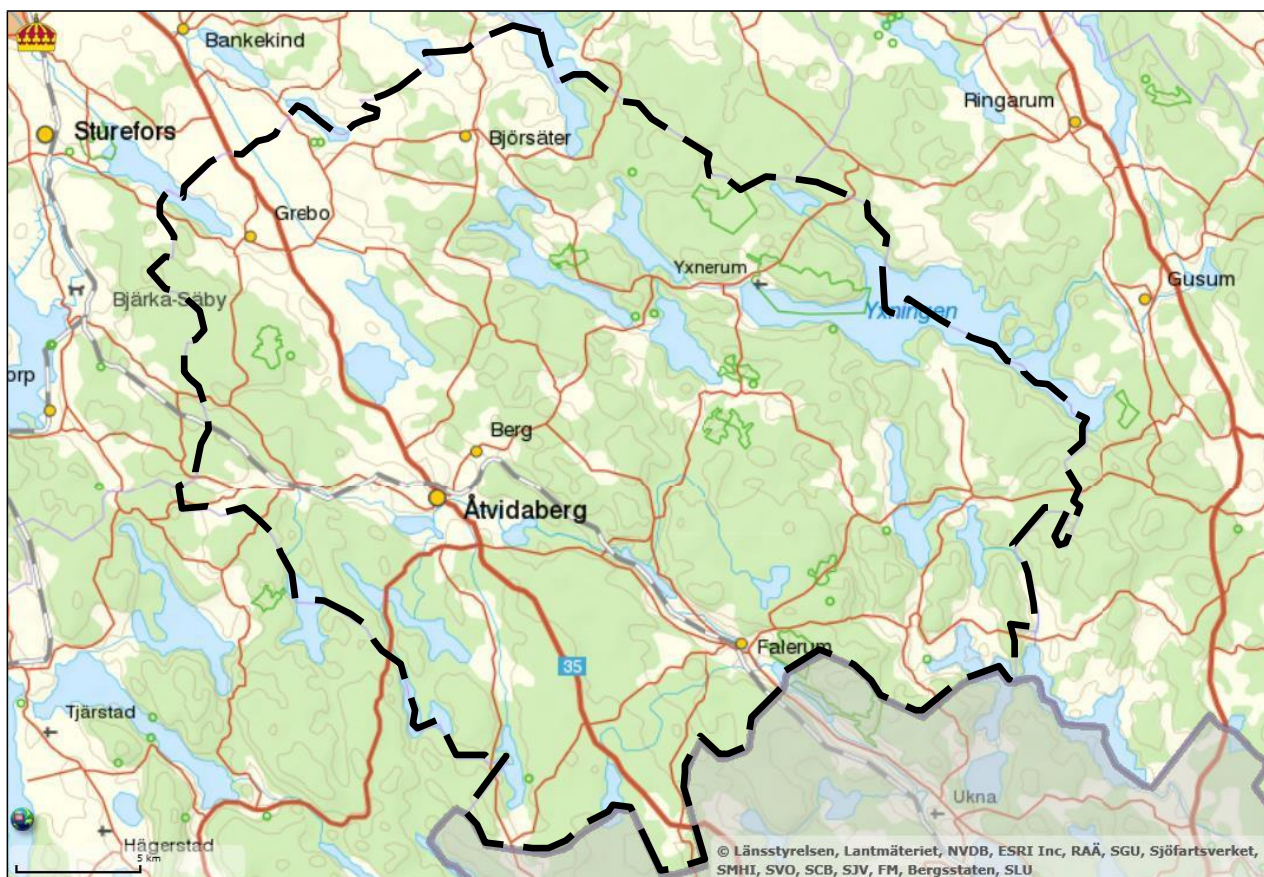 Bankekind
Ringarum
Sturefors
Björsäter
Grebo
Yxnerum
Gusum
Bjärka-Säby
Yxningen
orp
Berg
Åtvidaberg
Falerum
35
Tjärstad
Ukna
Hägerstad
5 km
© Länsstyrelsen, Lantmäteriet, NVDB, ESRI Inc, RAÄ, SGU, Sjöfartsverket,
SMHI, SVO, SCB, SJV, FM, Bergsstaten, SLU